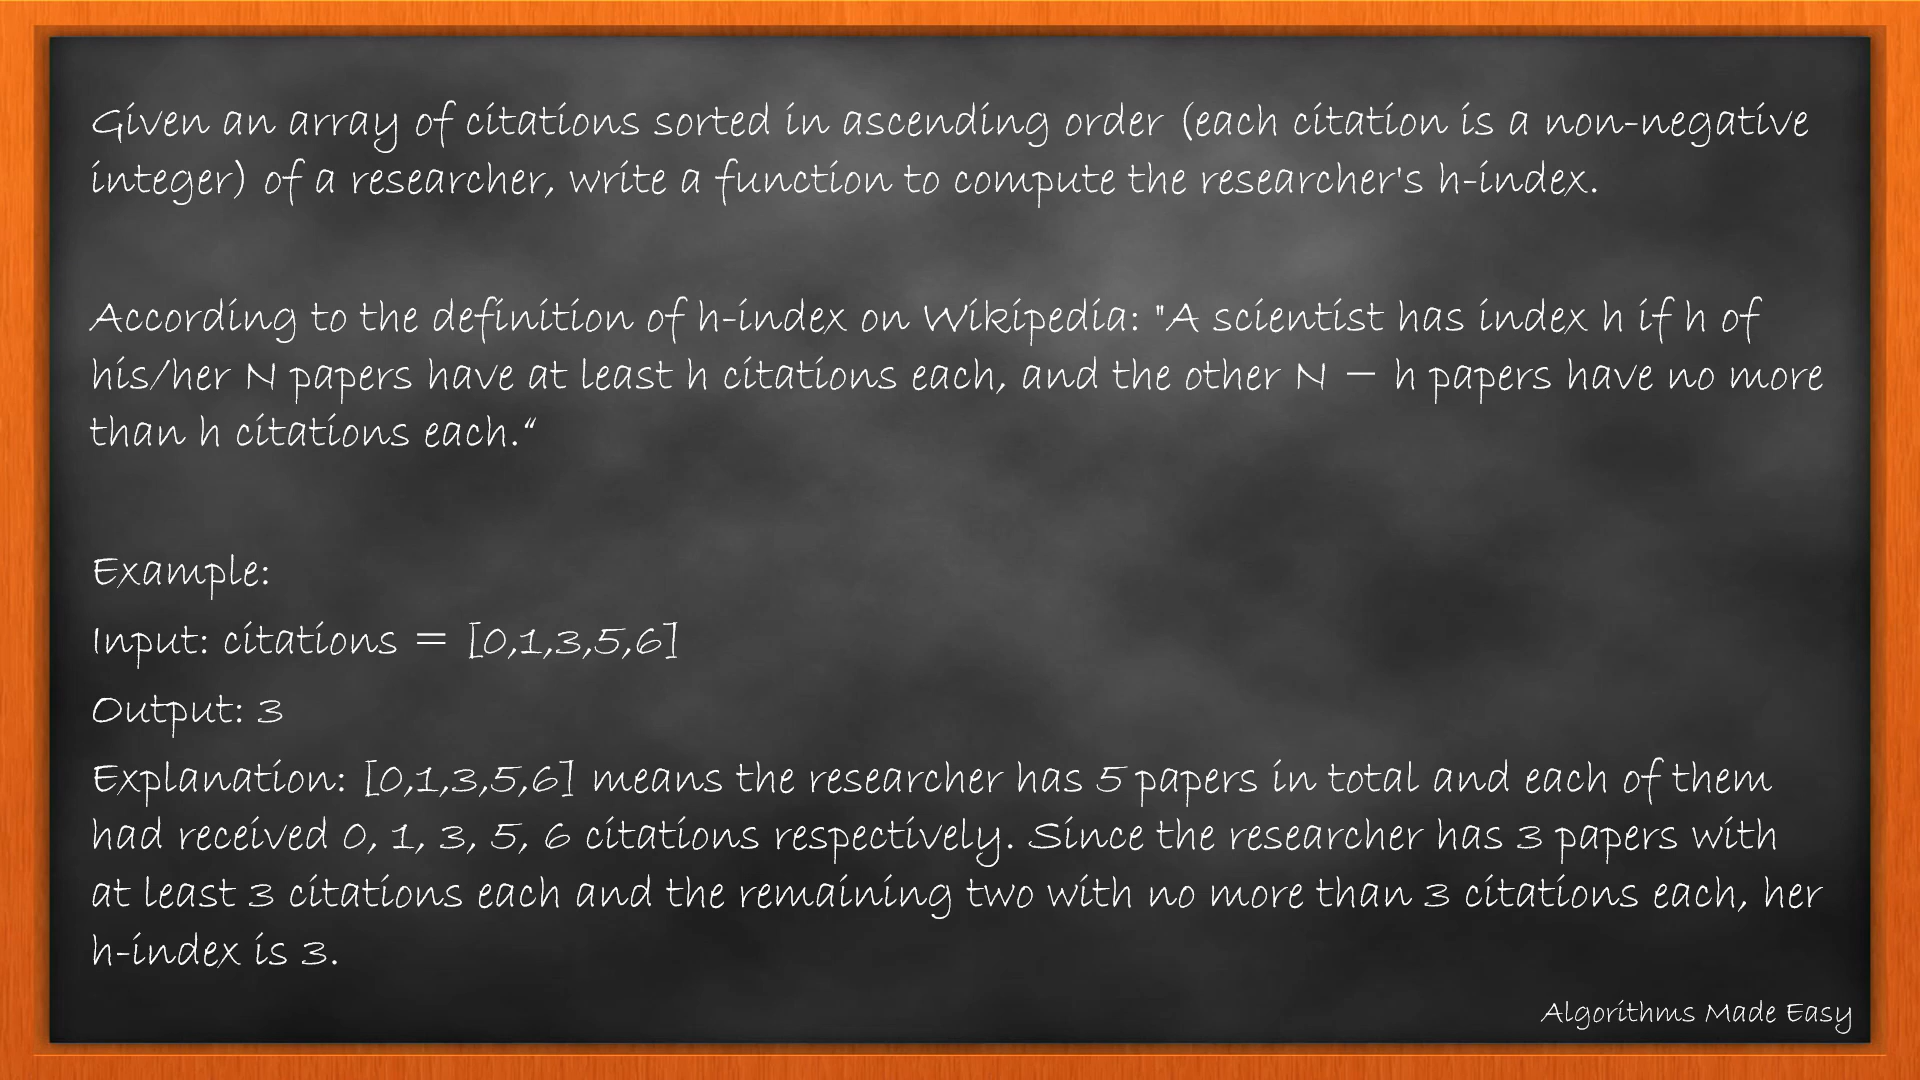 Given an array of citations sorted in ascending order (each citation is a non-negative
integer) of a researcher, write a function to compute the researcher's h-index.
According to the definition of h-index on Wikipedia: "A scientist has index h if h of
his/her N papers have at least h citations each, and the other N − h papers have no more
than h citations each.“
Example:
Input: citations = [0,1,3,5,6]
Output: 3
Explanation: [0,1,3,5,6] means the researcher has 5 papers in total and each of them
had received 0, 1, 3, 5, 6 citations respectively. Since the researcher has 3 papers with
at least 3 citations each and the remaining two with no more than 3 citations each, her
h-index is 3.
Algorithms Made Easy